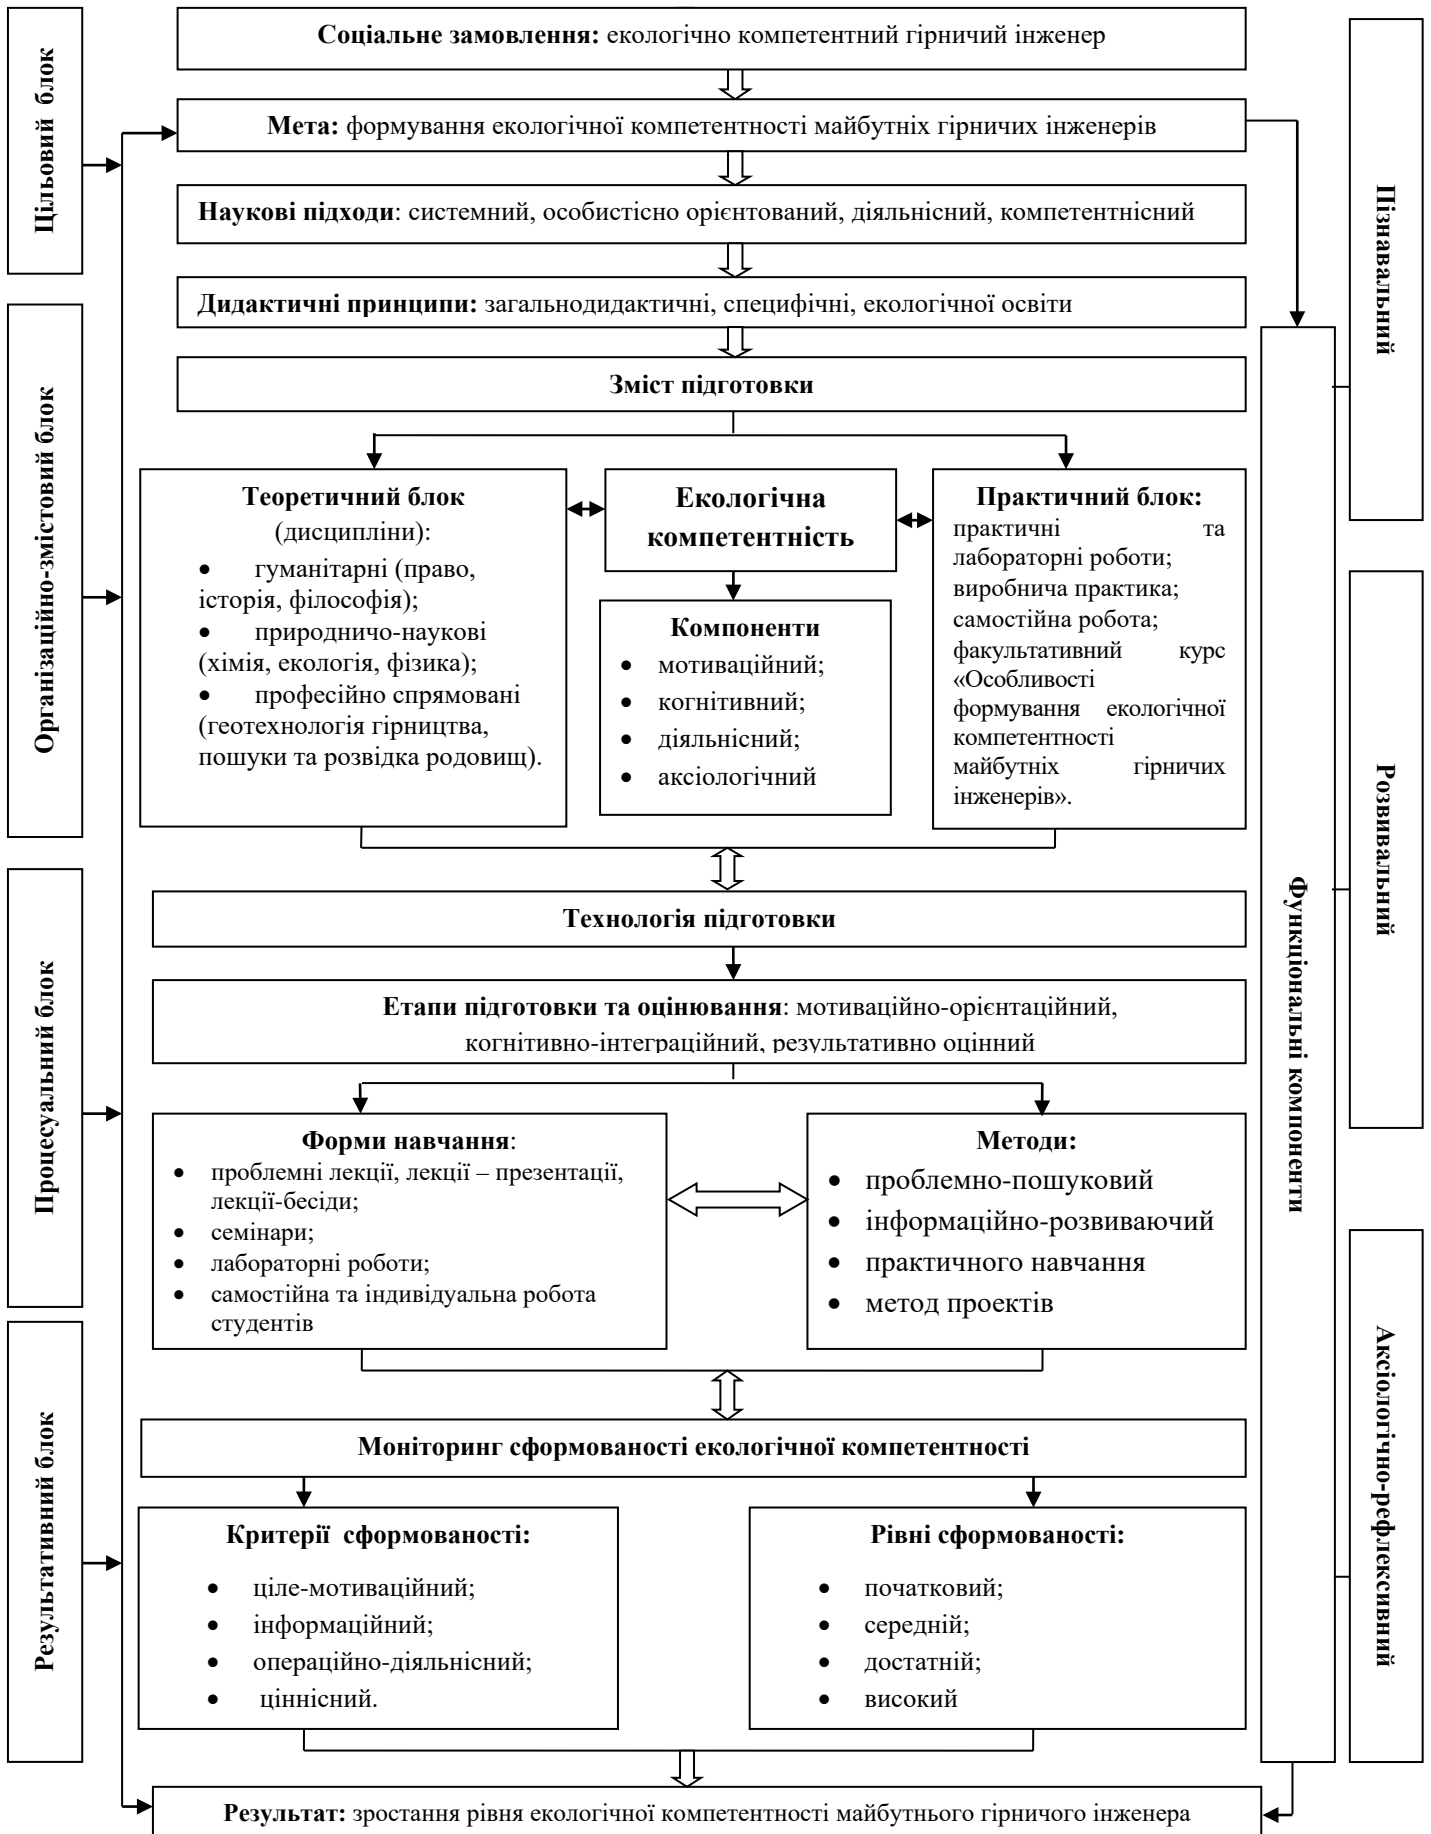 Цільовий блок
Соціальне замовлення: екологічно компетентний гірничий інженер
Мета: формування екологічної компетентності майбутніх гірничих інженерів
Наукові підходи: системний, особистісно орієнтований, діяльнісний, компетентнісний
Пізнавальний
Організаційно-змістовий блок
Дидактичні принципи: загальнодидактичні, специфічні, екологічної освіти
Зміст підготовки
Теоретичний блок
(дисципліни):
• гуманітарні (право,
історія, філософія);
• природничо-наукові
(хімія, екологія, фізика);
• професійно спрямовані
(геотехнологія гірництва,
пошуки та розвідка родовищ).
Екологічна
компетентність
Компоненти
• мотиваційний;
• когнітивний;
• діяльнісний;
• аксіологічний
Практичний блок:
практичні та
лабораторні роботи;
виробнича практика;
самостійна робота;
факультативний курс
«Особливості
формування екологічної
компетентності
майбутніх гірничих
інженерів».
Функціональні компоненти
Розвивальний
Процесуальний блок
Технологія підготовки
Етапи підготовки та оцінювання: мотиваційно-орієнтаційний,
когнітивно-інтеграційний, результативно оцінний
Форми навчання:
• проблемні лекції, лекції – презентації,
лекції-бесіди;
• семінари;
• лабораторні роботи;
• самостійна та індивідуальна робота
студентів
Методи:
• проблемно-пошуковий
• інформаційно-розвиваючий
• практичного навчання
• метод проектів
Аксіологічно-рефлексивний
Результативний блок
Моніторинг сформованості екологічної компетентності
Критерії сформованості:
• ціле-мотиваційний;
• інформаційний;
• операційно-діяльнісний;
• ціннісний.
Рівні сформованості:
• початковий;
• середній;
• достатній;
• високий
Результат: зростання рівня екологічної компетентності майбутнього гірничого інженера